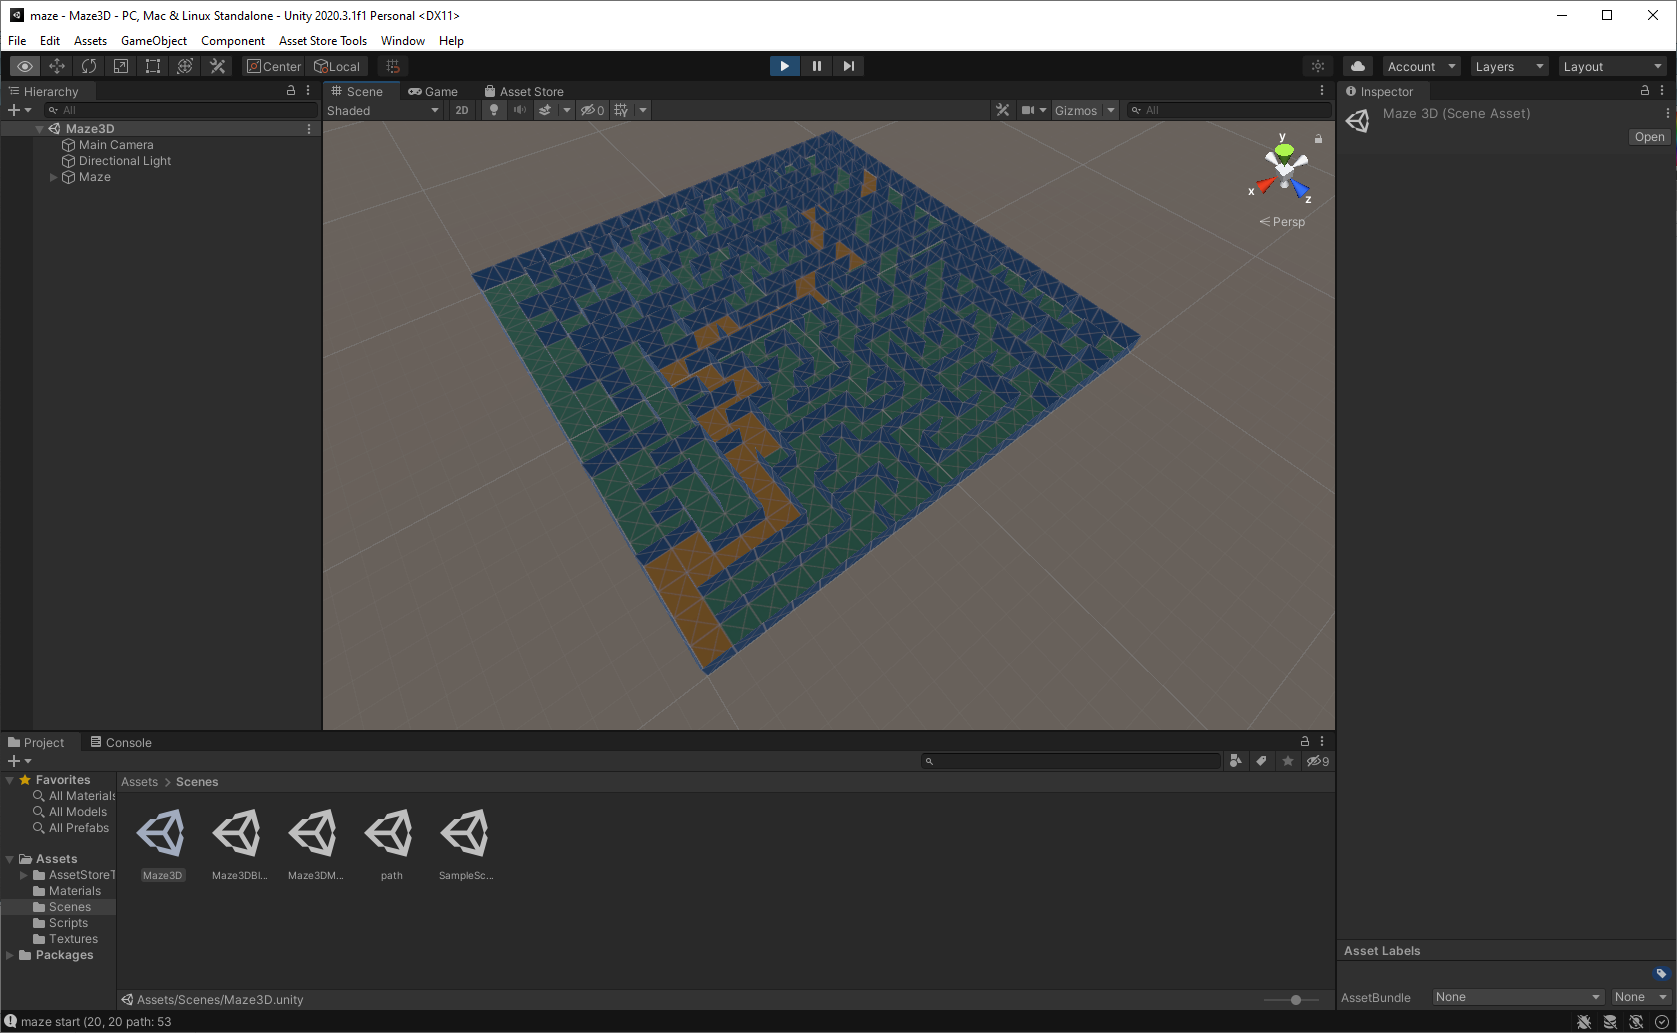 maze - Maze3D - PC, Mac & Linux Standalone - Unity 2020.3.1f1 Personal <DX11>
File Edit Assets GameObject Component Asset Store Tools Window Help
Center Local Account Layers Layout
Hierarchy
All
Maze3D
Main Camera
Directional Light
Maze
Scene Game Asset Store
Shaded 2D 0 Gizmos All
y
x
z
Persp
Inspector
Maze 3D (Scene Asset)
Open
Project Console
9
Favorites
All Materials
All Models
All Prefabs
Assets
AssetStoreT
Materials
Scenes
Scripts
Textures
Packages
Assets > Scenes
Maze3D Maze3DBl... Maze3DM... path SampleSc...
Assets/Scenes/Maze3D.unity
Asset Labels
AssetBundle None None
maze start (20, 20 path: 53